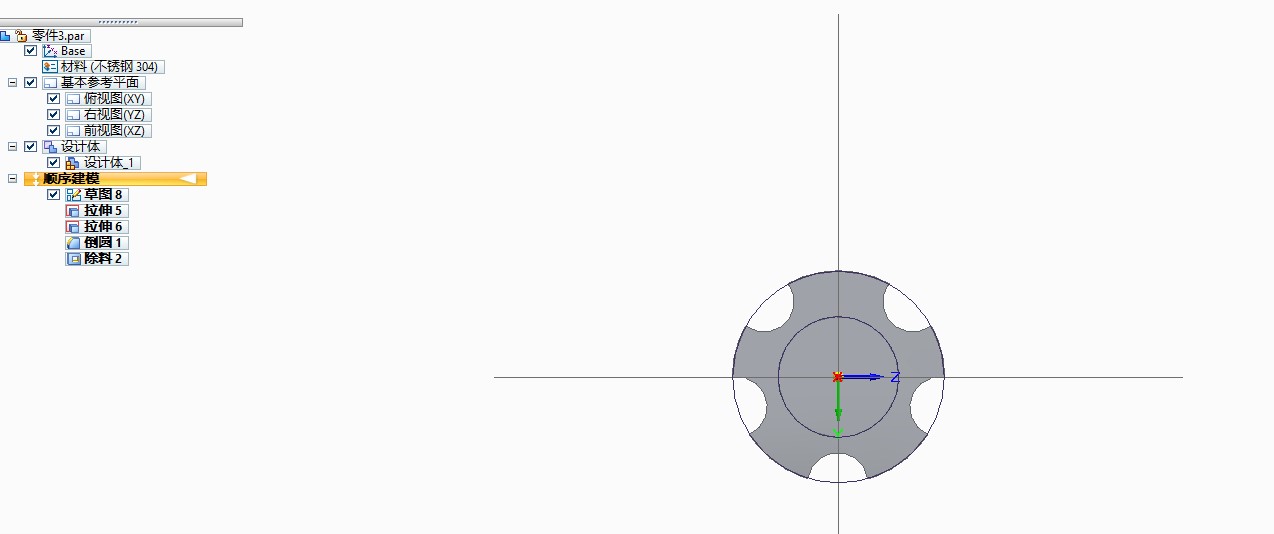 零件3.par
Base
材料 (不锈钢 304)
基本参考平面
俯视图(XY)
右视图(YZ)
前视图(XZ)
设计体
设计体_1
顺序建模
草图 8
拉伸 5
拉伸 6
倒圆 1
除料 2
Z